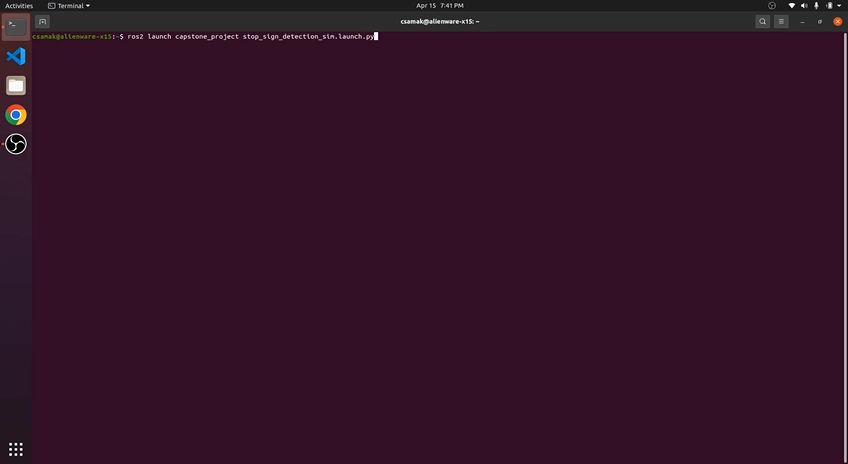 Activities
Terminal
Apr 15 7:41 PM
csamak@alienware-x15: ~
csamak@alienware-x15:~$ ros2 launch capstone_project stop_sign_detection_sim.launch.py